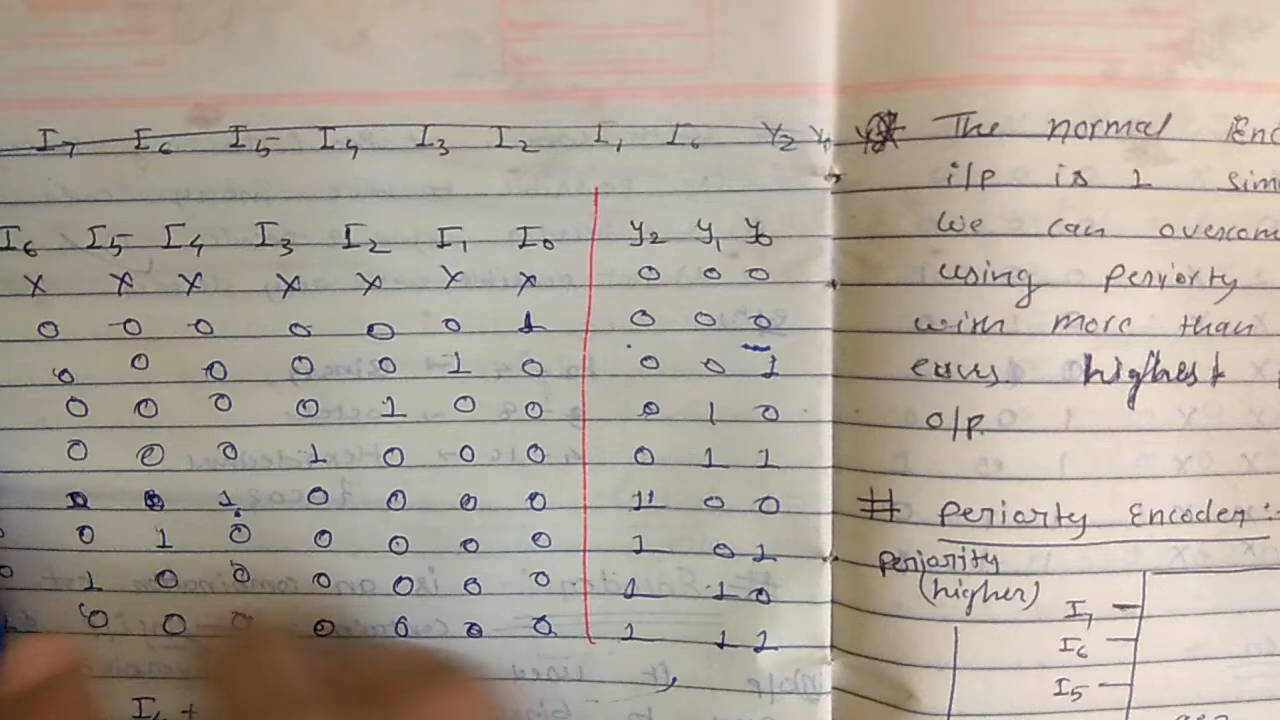 I7 I6 I5 I4 I3 I2 I1 I0 Y2 Y1
I6 I5 I4 I3 I2 I1 I0 y2 y1 y0
X X X X X X X 0 0 0
0 0 0 0 0 0 1 0 0 0
0 0 0 0 0 1 0 0 0 1
0 0 0 0 1 0 0 0 1 0
0 0 0 1 0 0 0 0 1 1
0 0 1 0 0 0 0 1 0 0
0 0 1 0 0 0 0 0 1 0 1
0 1 0 0 0 0 0 0 1 1 0
1 0 0 0 0 0 0 0 1 1 1
I4 +
The normal Enc
i/p is 1 sim
We can overcom
using periorty
with more than
highest
o/p.
# Periorty Encoder:
periority
(higher)
I7
I6
I5